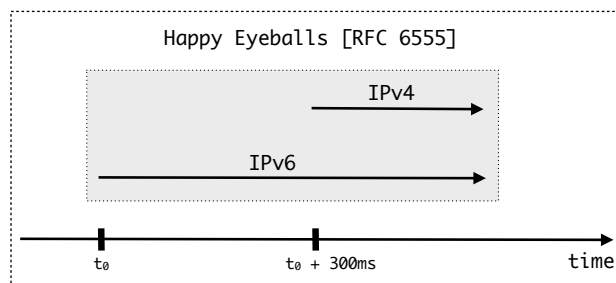 Happy Eyeballs [RFC 6555]
IPv4
IPv6
t₀
t₀ + 300ms
time